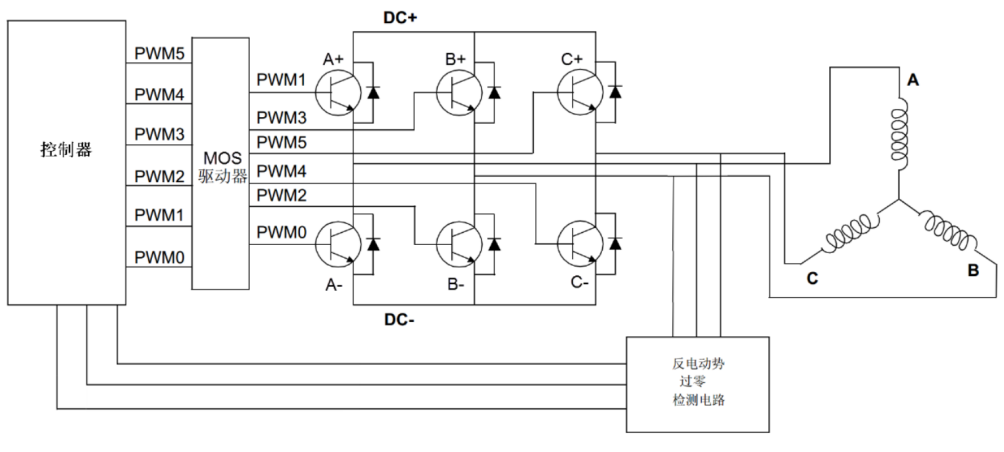 DC+
PWM5
PWM4
PWM3
PWM2
PWM1
PWM0
控制器
MOS
驱动器
PWM1
PWM3
PWM5
PWM4
PWM2
PWM0
A+
B+
C+
A-
B-
C-
DC-
A
C
B
反电动势
过零
检测电路